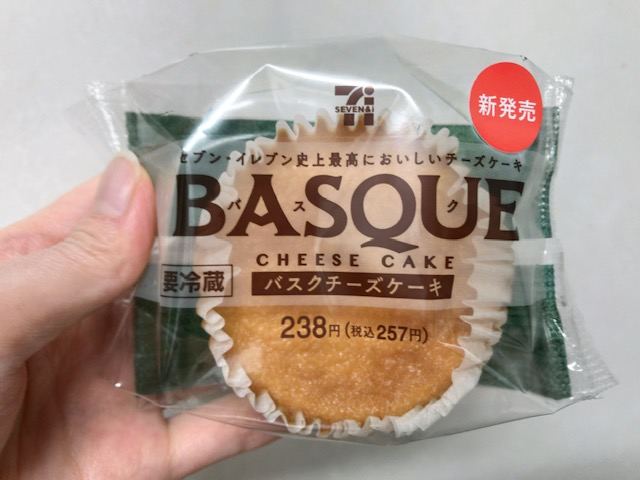 7i
SEVEN&i
新発売
セブン-イレブン史上最高においしいチーズケーキ
BASQUE
バスク
CHEESE CAKE
要冷蔵
バスクチーズケーキ
238円(税込257円)